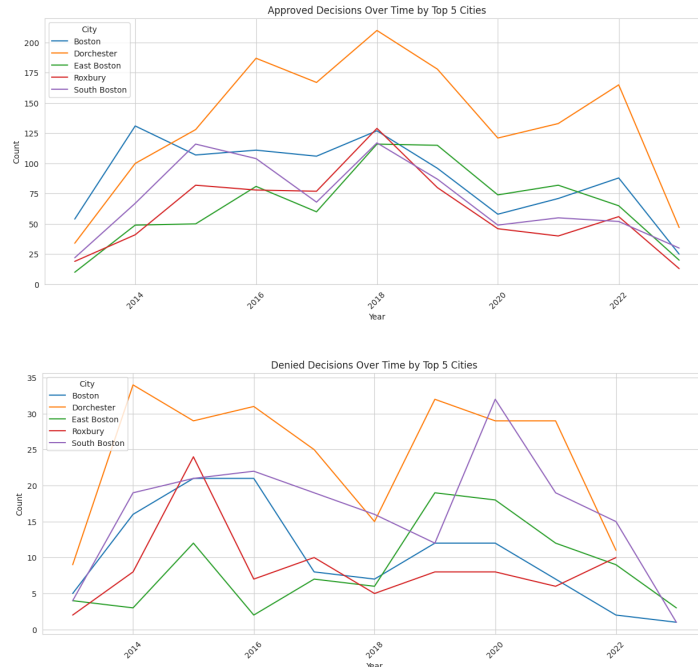 Approved Decisions Over Time by Top 5 Cities
City
Boston
Dorchester
East Boston
Roxbury
South Boston
200
175
150
125
100
75
50
25
0
Count
2014
2016
2018
2020
2022
Year
Denied Decisions Over Time by Top 5 Cities
City
Boston
Dorchester
East Boston
Roxbury
South Boston
35
30
25
20
15
10
5
0
Count
2014
2016
2018
2020
2022
Year